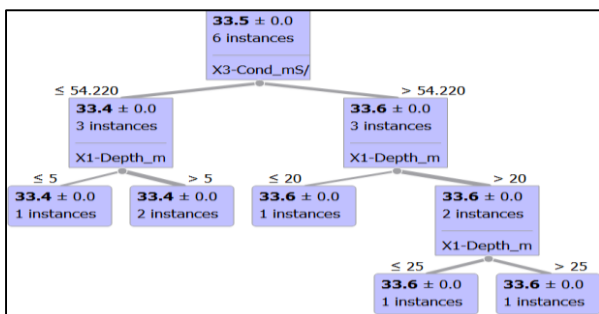 33.5 ± 0.0
6 instances
X3-Cond_mS/
≤ 54.220
> 54.220
33.4 ± 0.0
3 instances
X1-Depth_m
33.6 ± 0.0
3 instances
X1-Depth_m
≤ 5
> 5
≤ 20
> 20
33.4 ± 0.0
1 instances
33.4 ± 0.0
2 instances
33.6 ± 0.0
1 instances
33.6 ± 0.0
2 instances
X1-Depth_m
≤ 25
> 25
33.6 ± 0.0
1 instances
33.6 ± 0.0
1 instances